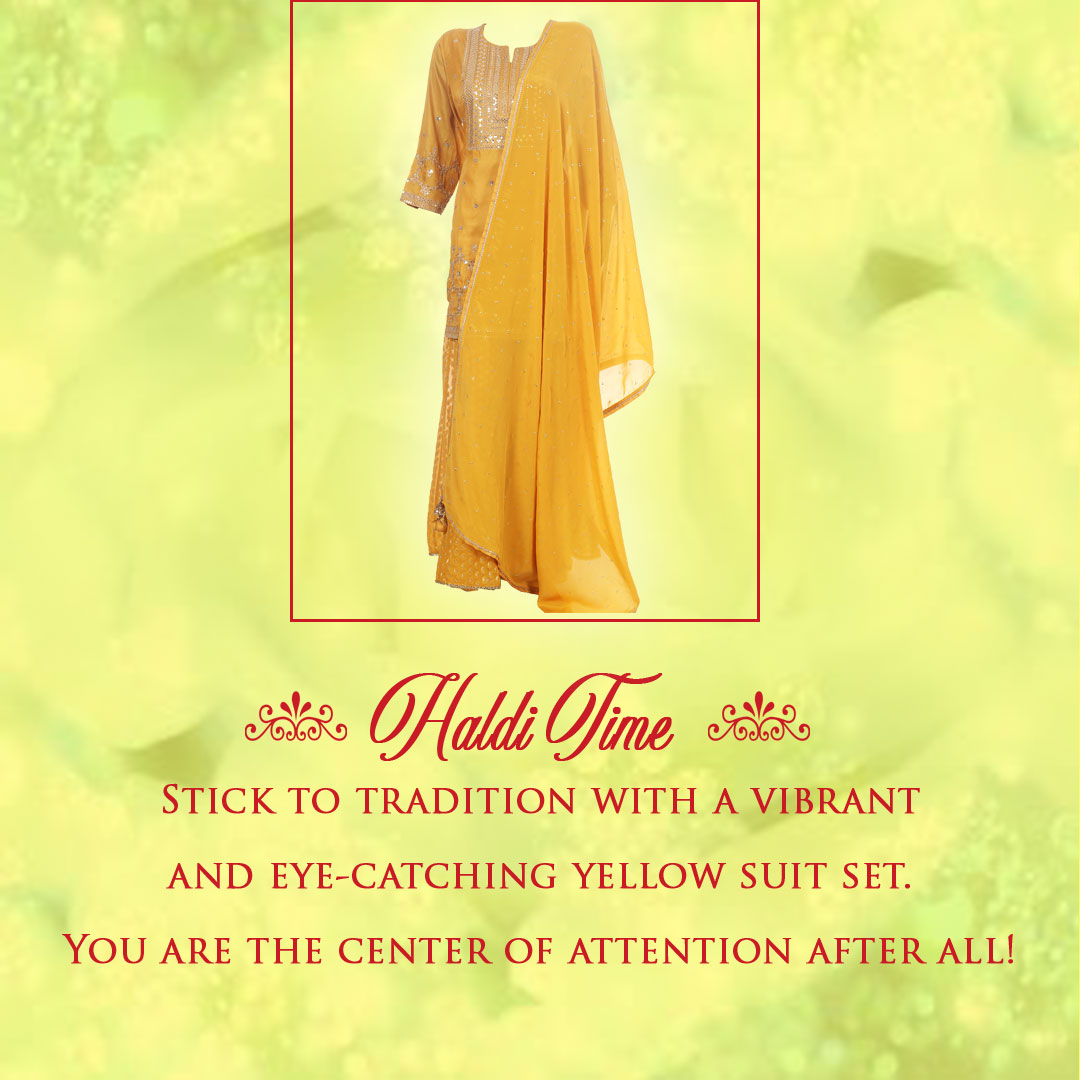 Haldi Time
Stick to tradition with a vibrant
and eye-catching yellow suit set.
You are the center of attention after all!